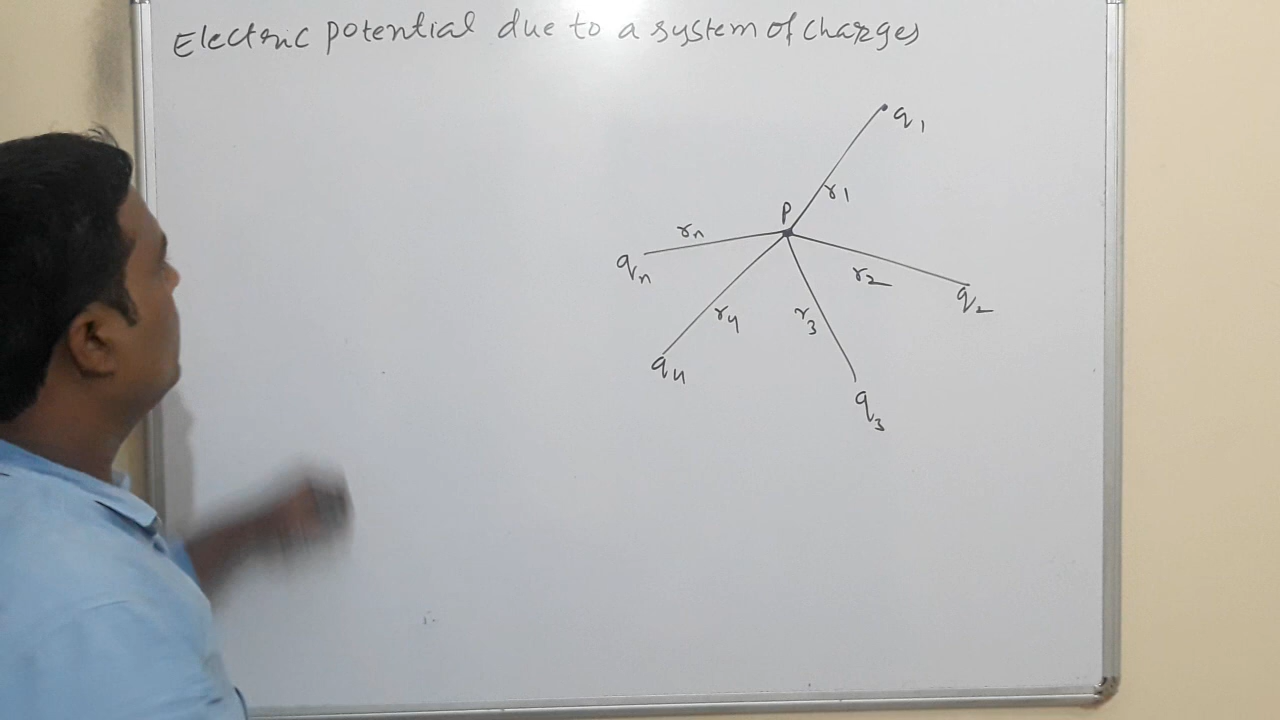 Electric potential due to a system of charges
q1
r1
P
rn
qn
r2
q2
r4
r3
q4
q3